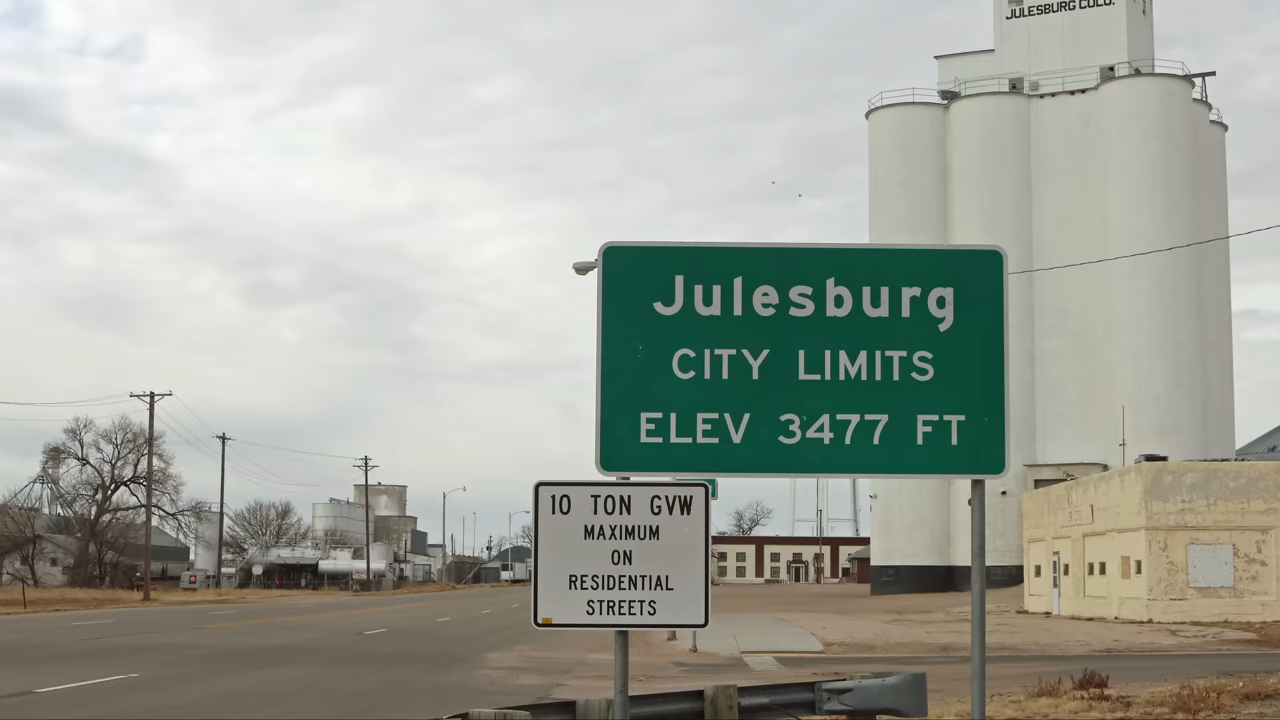 JULESBURG COLO.
Julesburg
CITY LIMITS
ELEV 3477 FT
10 TON GVW
MAXIMUM
ON
RESIDENTIAL
STREETS